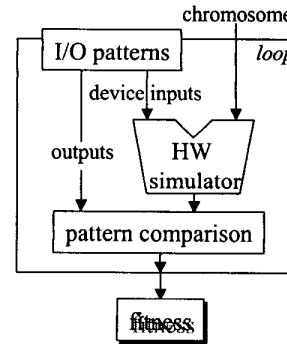 chromosome
I/O patterns
loop
device inputs
outputs
HW
simulator
pattern comparison
fitness